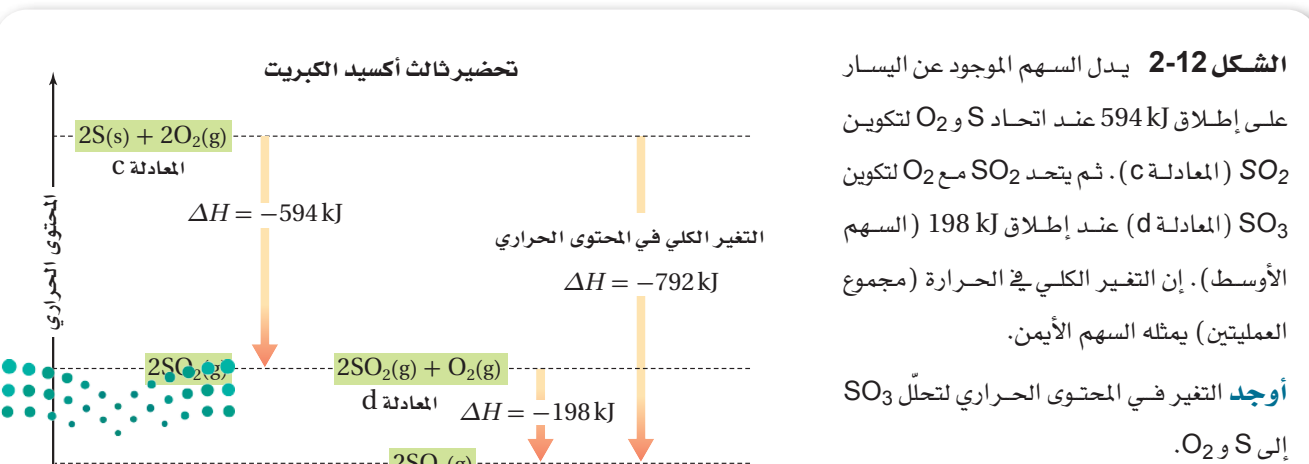 الشكل 12-2 يدل السهم الموجود عن اليسار
على إطلاق 594 kJ عند اتحاد S و O₂ لتكوين
SO₂ (المعادلة c). ثم يتحد SO₂ مع O₂ لتكوين
SO₃ (المعادلة d) عند إطلاق 198 kJ (السهم
الأوسط). إن التغير الكلي في الحرارة (مجموع
العمليتين) يمثله السهم الأيمن.
أوجد التغير في المحتوى الحراري لتحلّل SO₃
إلى S و O₂.
تحضير ثالث أكسيد الكبريت
المحتوى الحراري
2S(s) + 2O₂(g)
المعادلة c
ΔH = −594 kJ
التغير الكلي في المحتوى الحراري
ΔH = −792 kJ
2SO₂(g)
2SO₂(g) + O₂(g)
المعادلة d
ΔH = −198 kJ